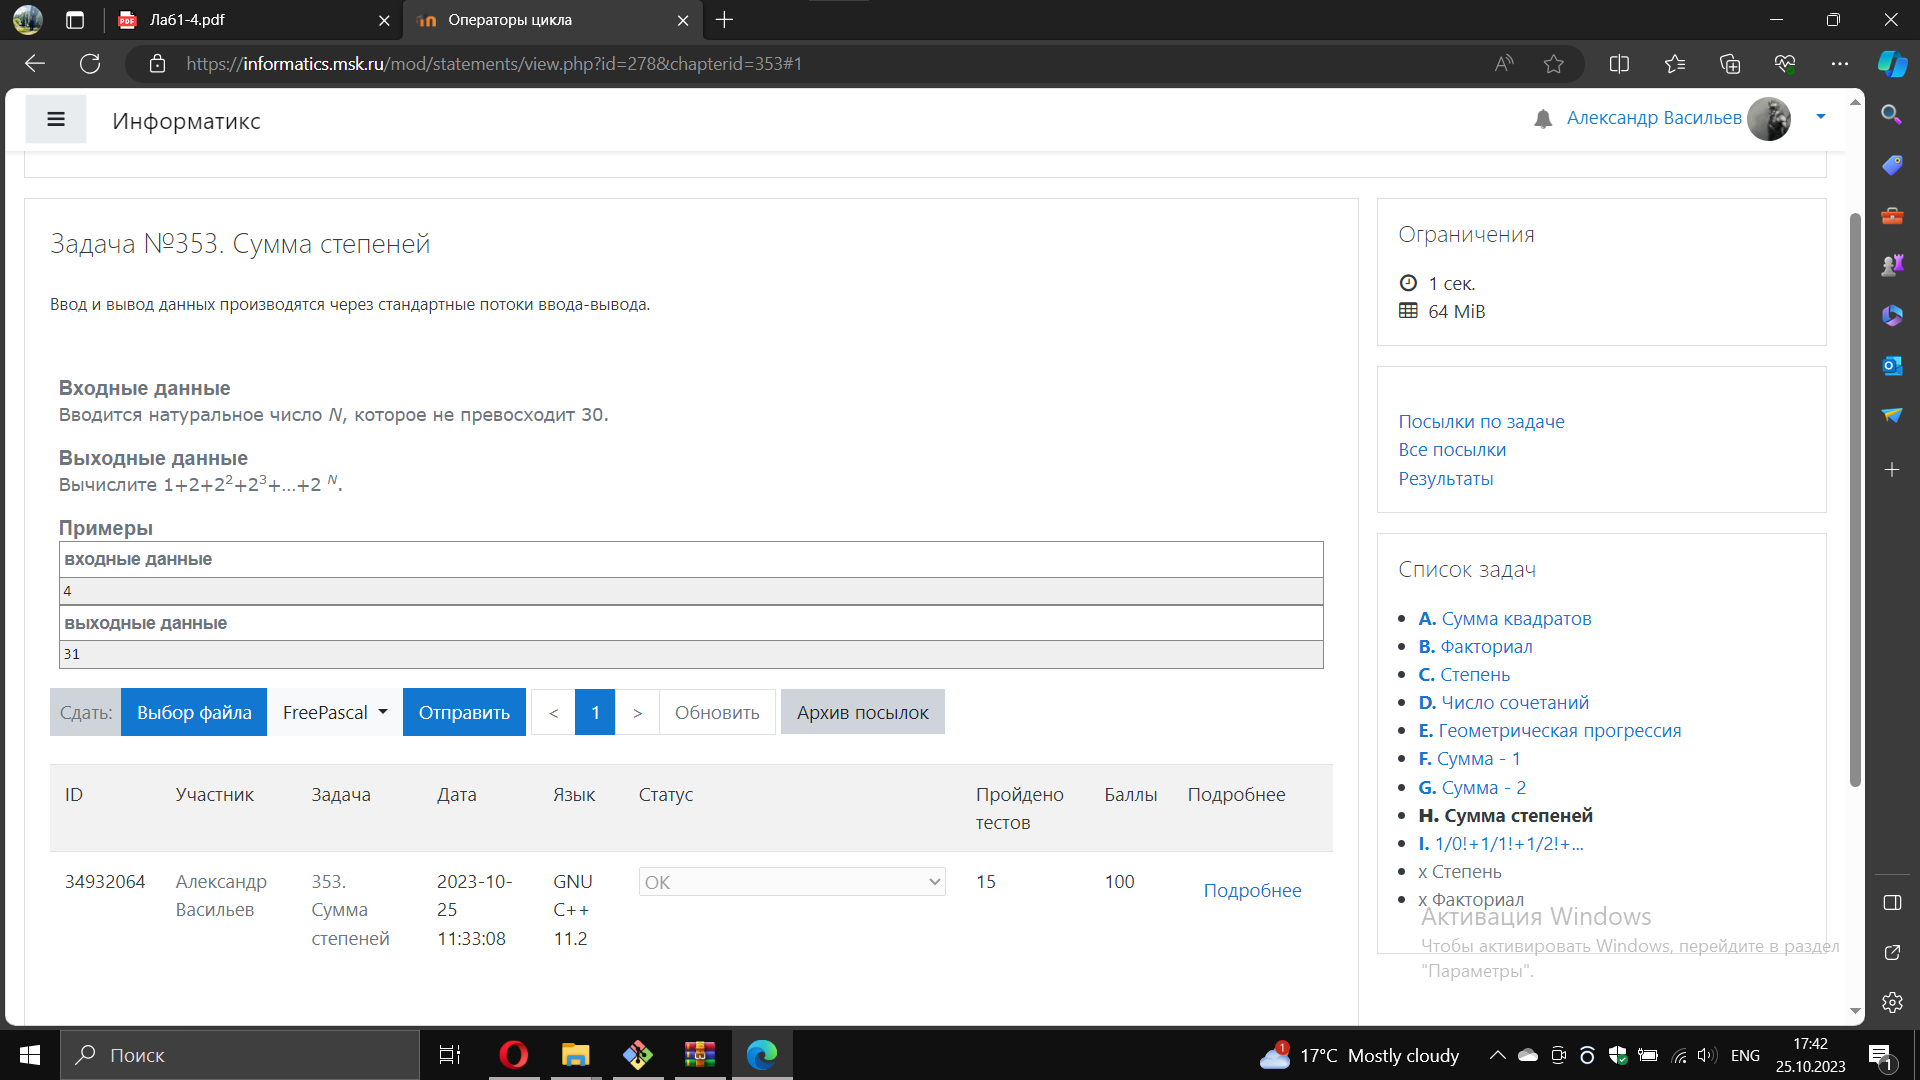 Лаб1-4.pdf
Операторы цикла
https://informatics.msk.ru/mod/statements/view.php?id=278&chapterid=353#1
Информатикс
Александр Васильев
Задача №353. Сумма степеней
Ввод и вывод данных производятся через стандартные потоки ввода-вывода.
Входные данные
Вводится натуральное число N, которое не превосходит 30.
Выходные данные
Вычислите 1+2+2²+2³+...+2 ᴺ.
Примеры
входные данные
4
выходные данные
31
Сдать: Выбор файла FreePascal Отправить < 1 > Обновить Архив посылок
ID Участник Задача Дата Язык Статус Пройдено тестов Баллы Подробнее
34932064 Александр Васильев 353. Сумма степеней 2023-10-25 11:33:08 GNU C++ 11.2 OK 15 100 Подробнее
Ограничения
1 сек.
64 MiB
Посылки по задаче
Все посылки
Результаты
Список задач
A. Сумма квадратов
B. Факториал
C. Степень
D. Число сочетаний
E. Геометрическая прогрессия
F. Сумма - 1
G. Сумма - 2
H. Сумма степеней
I. 1/0!+1/1!+1/2!+...
x Степень
x Факториал
Активация Windows
Чтобы активировать Windows, перейдите в раздел
"Параметры".
Поиск
1
17°C Mostly cloudy
ENG
17:42
25.10.2023
1